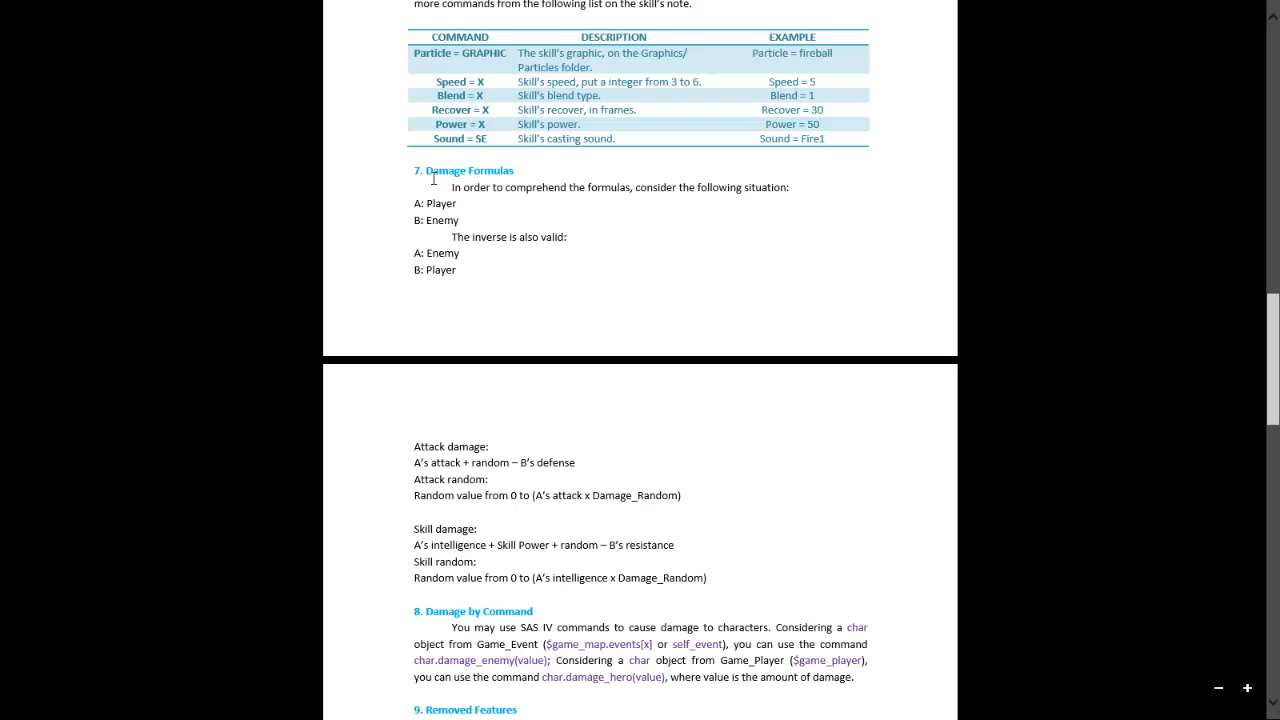 more commands from the following list on the skill's note.
COMMAND DESCRIPTION EXAMPLE
Particle = GRAPHIC The skill's graphic, on the Graphics/ Particle = fireball
Particles folder.
Speed = X Skill's speed, put a integer from 3 to 6. Speed = 5
Blend = X Skill's blend type. Blend = 1
Recover = X Skill's recover, in frames. Recover = 30
Power = X Skill's power. Power = 50
Sound = SE Skill's casting sound. Sound = Fire1
7. Damage Formulas
In order to comprehend the formulas, consider the following situation:
A: Player
B: Enemy
The inverse is also valid:
A: Enemy
B: Player
Attack damage:
A's attack + random – B's defense
Attack random:
Random value from 0 to (A's attack x Damage_Random)
Skill damage:
A's intelligence + Skill Power + random – B's resistance
Skill random:
Random value from 0 to (A's intelligence x Damage_Random)
8. Damage by Command
You may use SAS IV commands to cause damage to characters. Considering a char
object from Game_Event ($game_map.events[x] or self_event), you can use the command
char.damage_enemy(value); Considering a char object from Game_Player ($game_player),
you can use the command char.damage_hero(value), where value is the amount of damage.
9. Removed Features